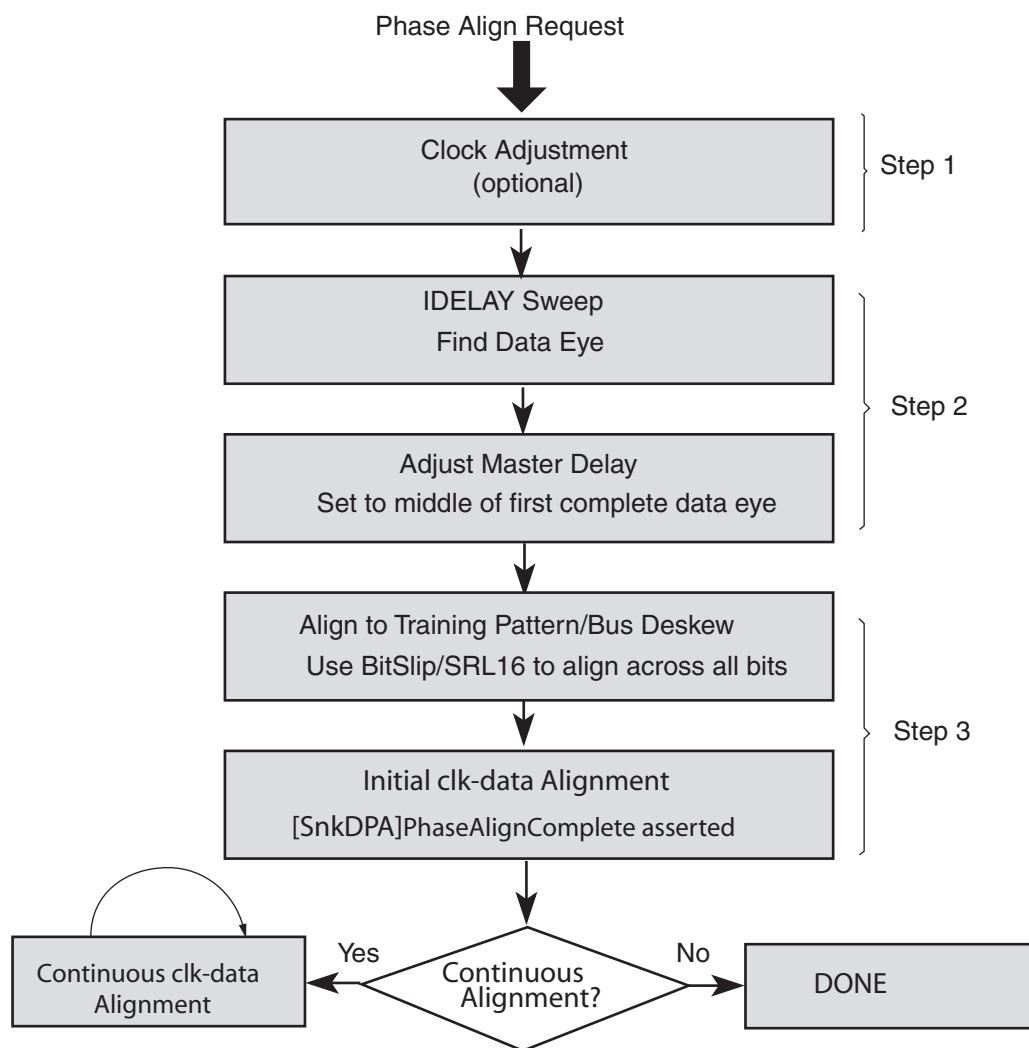 Phase Align Request
Clock Adjustment
(optional)
Step 1
IDELAY Sweep
Find Data Eye
Step 2
Adjust Master Delay
Set to middle of first complete data eye
Align to Training Pattern/Bus Deskew
Use BitSlip/SRL16 to align across all bits
Step 3
Initial clk-data Alignment
[SnkDPA]PhaseAlignComplete asserted
Yes
No
Continuous clk-data
Alignment
Continuous
Alignment?
DONE